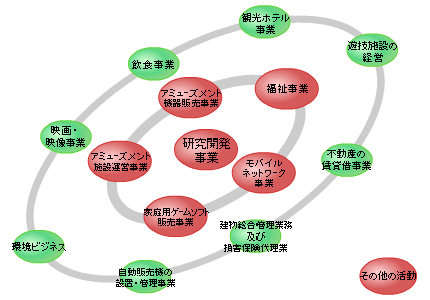 観光ホテル
事業
遊技施設の
経営
飲食事業
アミューズメント
機器販売事業
福祉事業
映画・
映像事業
研究開発
事業
アミューズメント
施設運営事業
モバイル
ネットワーク
事業
不動産の
賃貸借事業
家庭用ゲームソフト
販売事業
建物総合管理業務
及び
損害保険代理業
環境ビジネス
自動販売機の
設置・管理事業
その他の活動